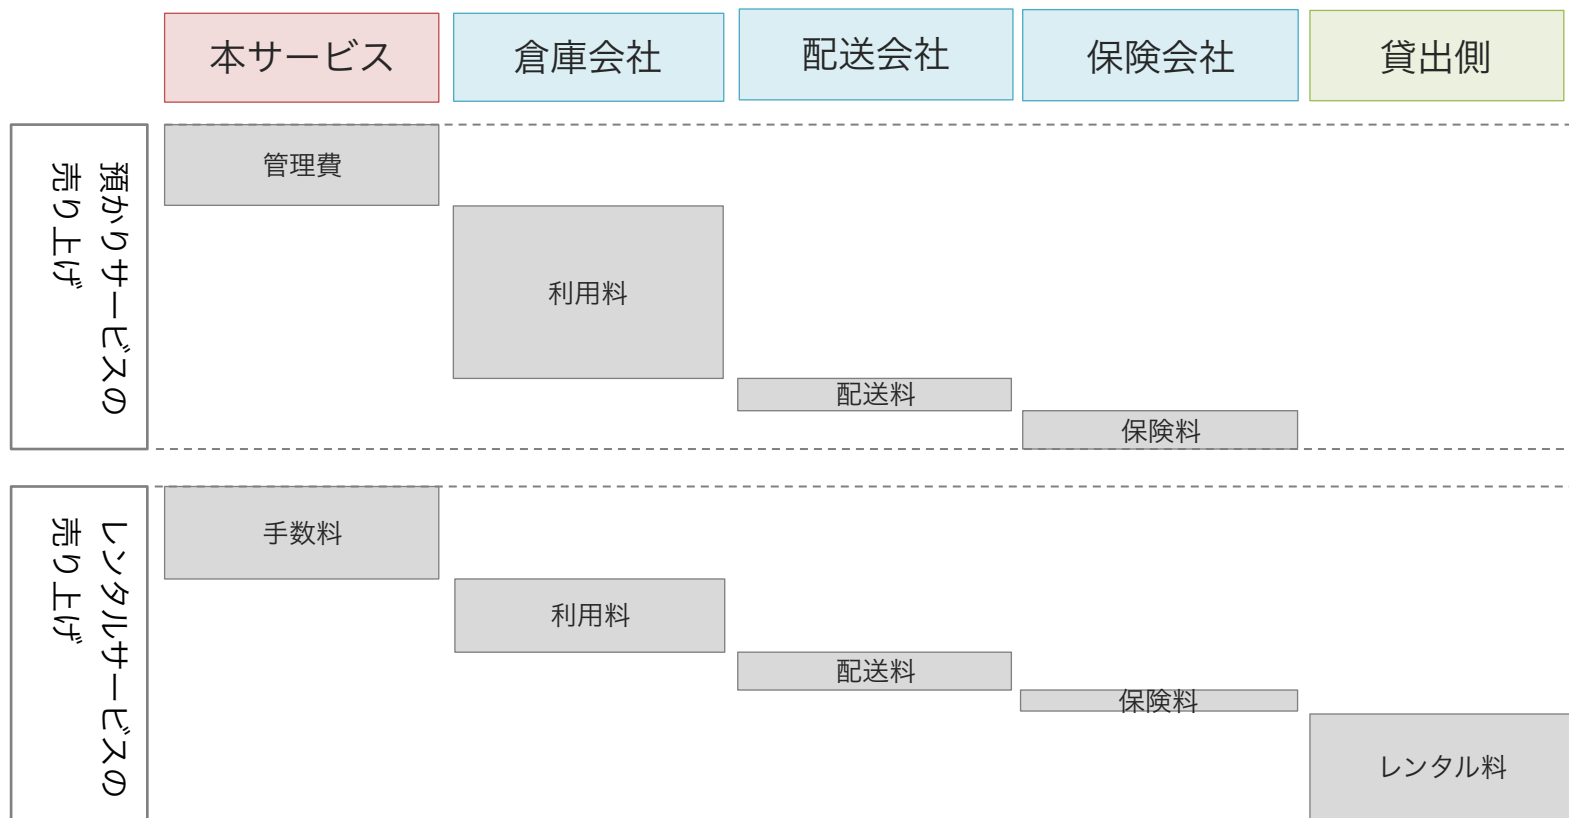 本サービス
倉庫会社
配送会社
保険会社
貸出側
預かりサービスの
売り上げ
管理費
利用料
配送料
保険料
レンタルサービスの
売り上げ
手数料
利用料
配送料
保険料
レンタル料